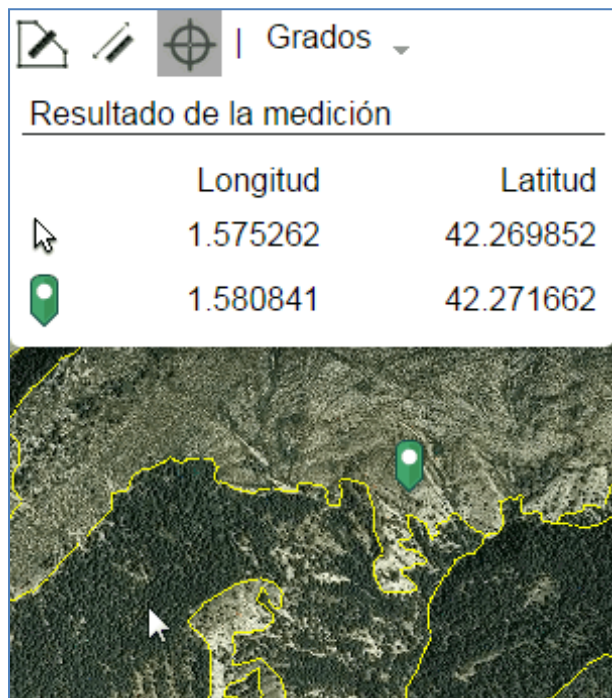 | Grados
Resultado de la medición
Longitud Latitud
1.575262 42.269852
1.580841 42.271662